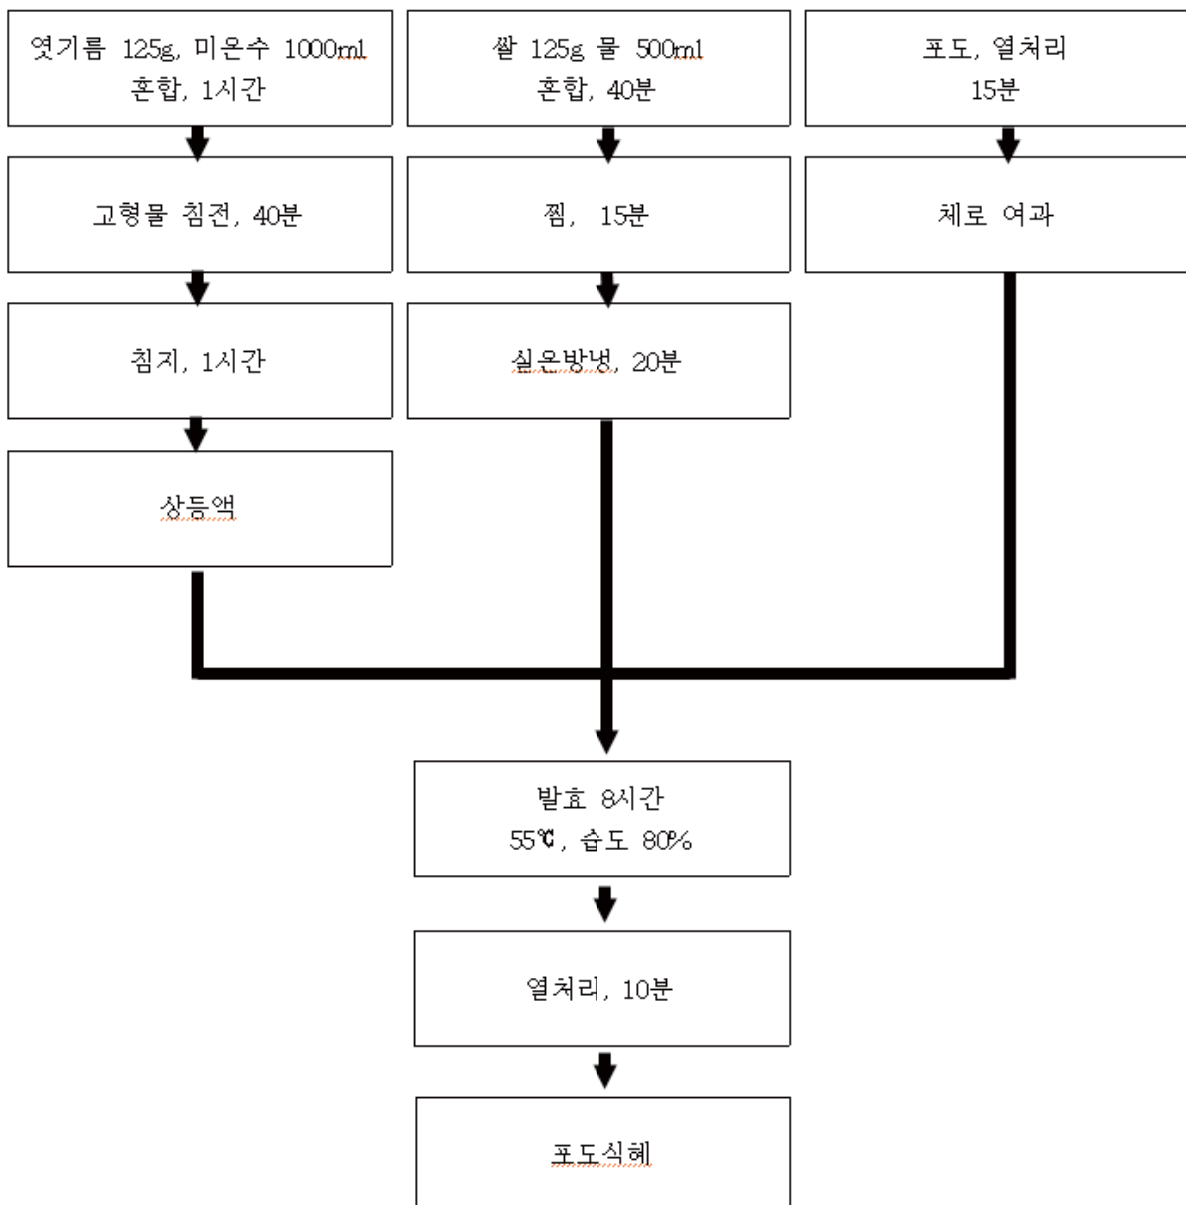 엿기름 125g, 미온수 1000ml
혼합, 1시간
쌀 125g 물 500ml
혼합, 40분
포도, 열처리
15분
고형물 침전, 40분
찜, 15분
체로 여과
침지, 1시간
실온방냉, 20분
상등액
발효 8시간
55℃, 습도 80%
열처리, 10분
포도식혜